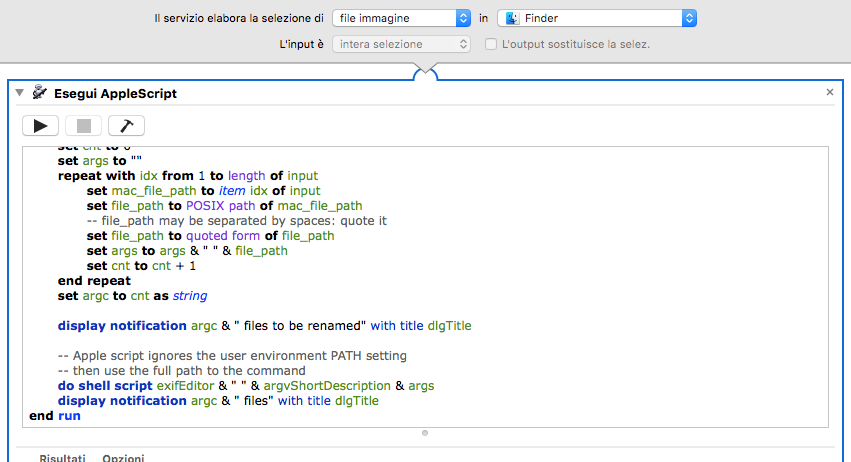 Il servizio elabora la selezione di file immagine in Finder
L'input è intera selezione L'output sostituisce la selez.
Esegui AppleScript
set cnt to 0
set args to ""
repeat with idx from 1 to length of input
set mac_file_path to item idx of input
set file_path to POSIX path of mac_file_path
-- file_path may be separated by spaces: quote it
set file_path to quoted form of file_path
set args to args & " " & file_path
set cnt to cnt + 1
end repeat
set argc to cnt as string
display notification argc & " files to be renamed" with title dlgTitle
-- Apple script ignores the user environment PATH setting
-- then use the full path to the command
do shell script exifEditor & " " & argvShortDescription & args
display notification argc & " files" with title dlgTitle
end run
Risultati Opzioni